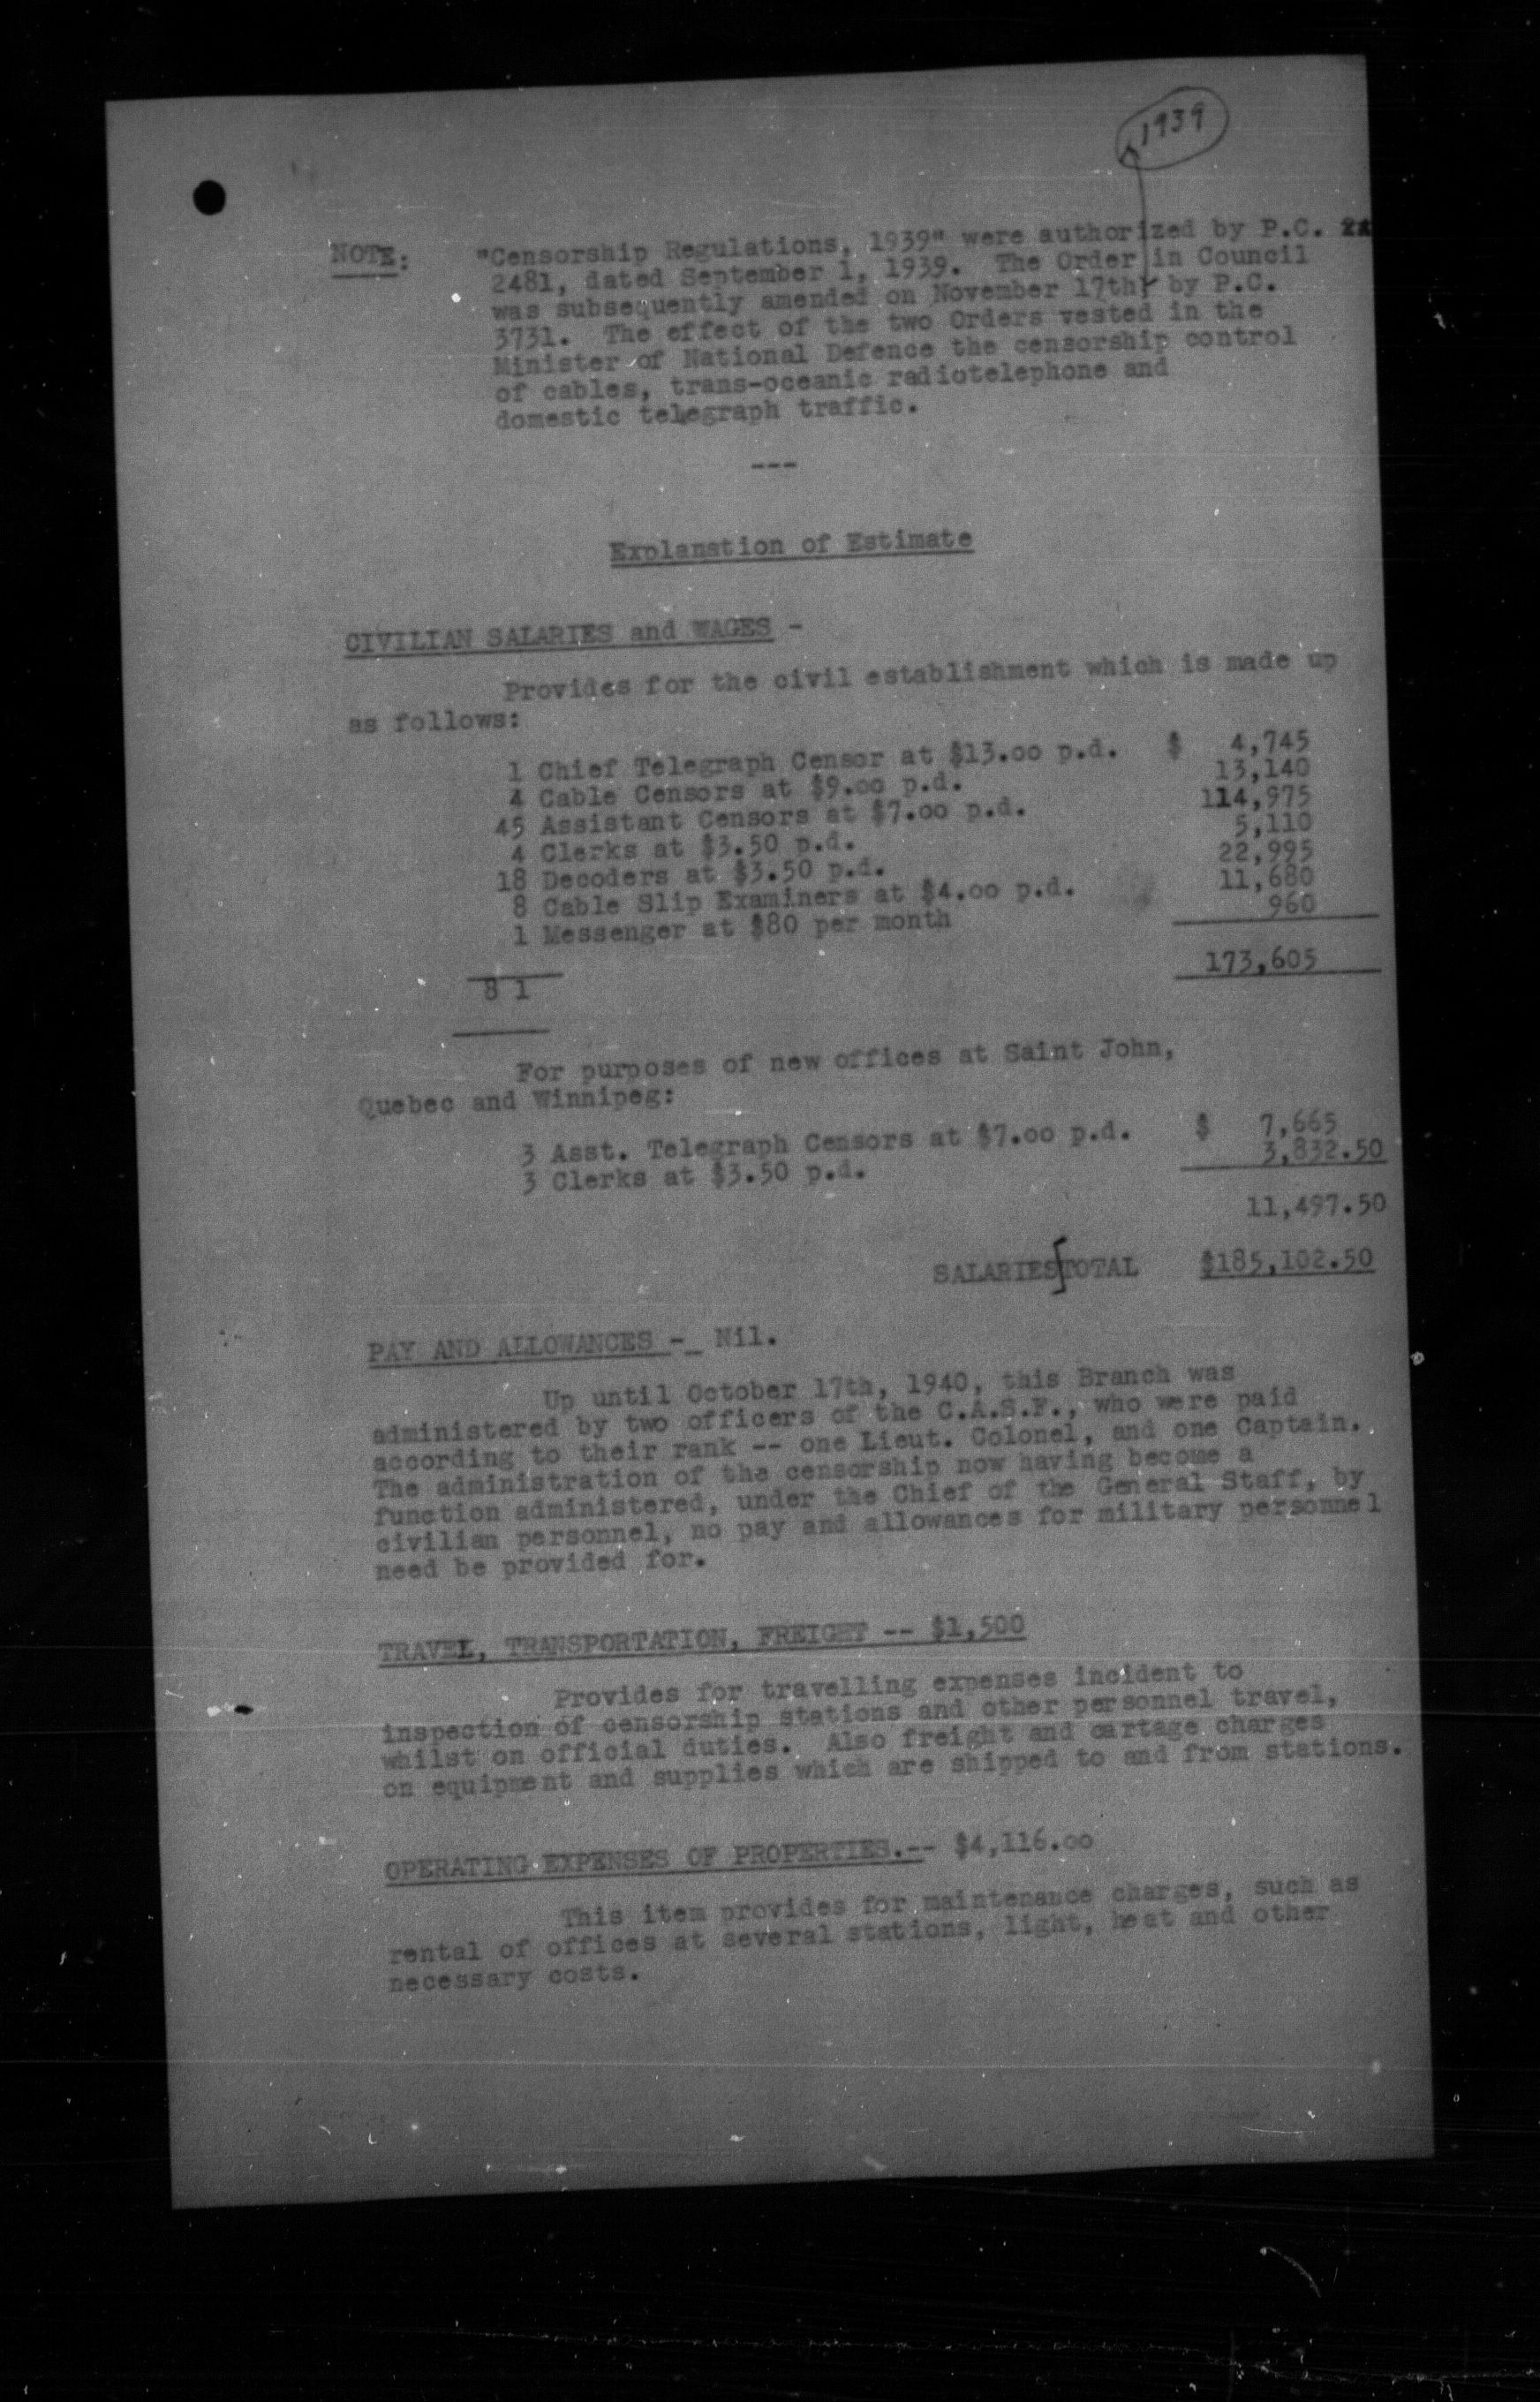 1939
NOTE: "Censorship Regulations, 1939" were authorized by P.C.
2481, dated September 1, 1939. The Order in Council
was subsequently amended on November 17th by P.C.
3731. The effect of the two Orders vested in the
Minister of National Defence the censorship control
of cables, trans-oceanic radiotelephone and
domestic telegraph traffic.
---
Explanation of Estimate
CIVILIAN SALARIES and WAGES -
Provides for the civil establishment which is made up
as follows:
1 Chief Telegraph Censor at $13.00 p.d. $ 4,745
4 Cable Censors at $9.00 p.d. 13,140
45 Assistant Censors at $7.00 p.d. 114,975
4 Clerks at $3.50 p.d. 5,110
18 Decoders at $3.50 p.d. 22,995
8 Cable Slip Examiners at $4.00 p.d. 11,680
1 Messenger at $80 per month 960
173,605
8 1
For purposes of new offices at Saint John,
Quebec and Winnipeg:
3 Asst. Telegraph Censors at $7.00 p.d. $ 7,665
3 Clerks at $3.50 p.d. 3,832.50
11,497.50
SALARIES[TOTAL $185,102.50
PAY AND ALLOWANCES -_ Nil.
Up until October 17th, 1940, this Branch was
administered by two officers of the C.A.S.F., who were paid
according to their rank -- one Lieut. Colonel, and one Captain.
The administration of the censorship now having become a
function administered, under the Chief of the General Staff, by
civilian personnel, no pay and allowances for military personnel
need be provided for.
TRAVEL, TRANSPORTATION, FREIGHT -- $1,500
Provides for travelling expenses incident to
inspection of censorship stations and other personnel travel,
whilst on official duties. Also freight and cartage charges
on equipment and supplies which are shipped to and from stations.
OPERATING EXPENSES OF PROPERTIES.-- $4,116.00
This item provides for maintenance charges, such as
rental of offices at several stations, light, heat and other
necessary costs.